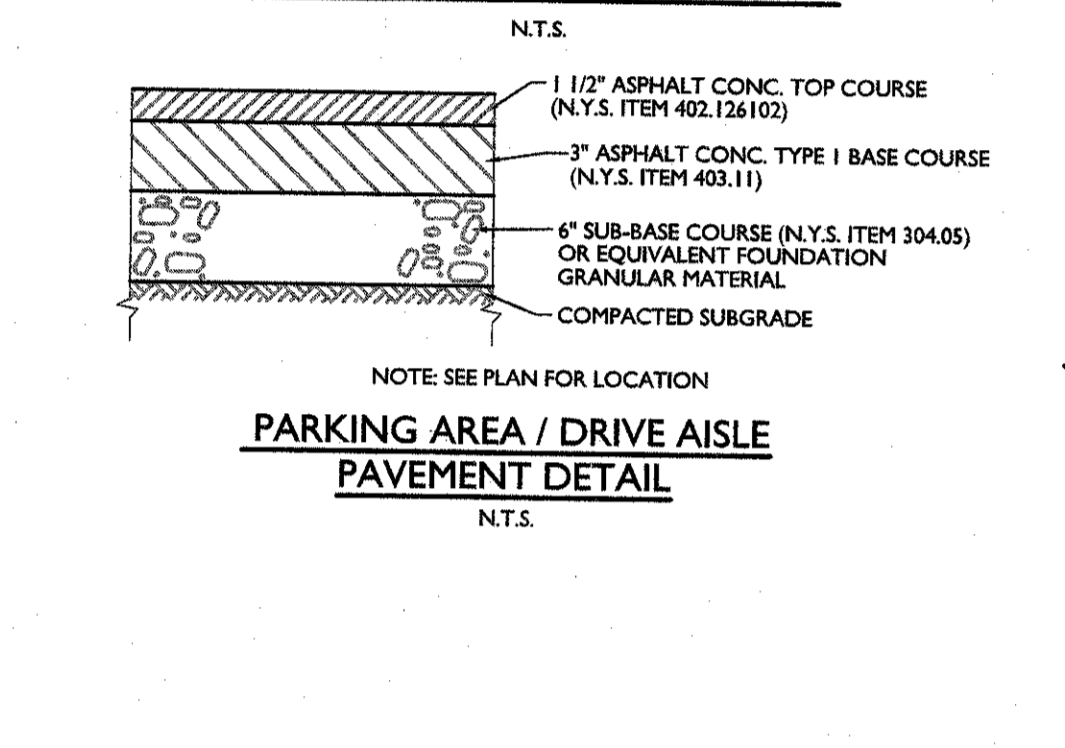 N.T.S.
1 1/2" ASPHALT CONC. TOP COURSE
(N.Y.S. ITEM 402.126102)
3" ASPHALT CONC. TYPE 1 BASE COURSE
(N.Y.S. ITEM 403.11)
6" SUB-BASE COURSE (N.Y.S. ITEM 304.05)
OR EQUIVALENT FOUNDATION
GRANULAR MATERIAL
COMPACTED SUBGRADE
NOTE: SEE PLAN FOR LOCATION
PARKING AREA / DRIVE AISLE
PAVEMENT DETAIL
N.T.S.